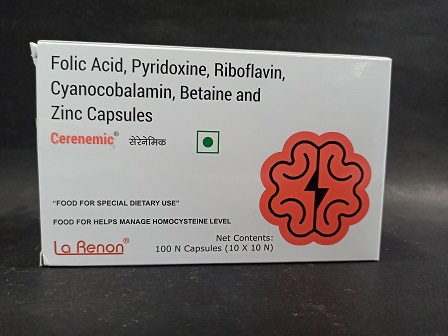 Folic Acid, Pyridoxine, Riboflavin,
Cyanocobalamin, Betaine and
Zinc Capsules
Cerenemic® सेरेनेमिक
"FOOD FOR SPECIAL DIETARY USE"
FOOD FOR HELPS MANAGE HOMOCYSTEINE LEVEL
La Renon®
Net Contents:
100 N Capsules (10 X 10 N)